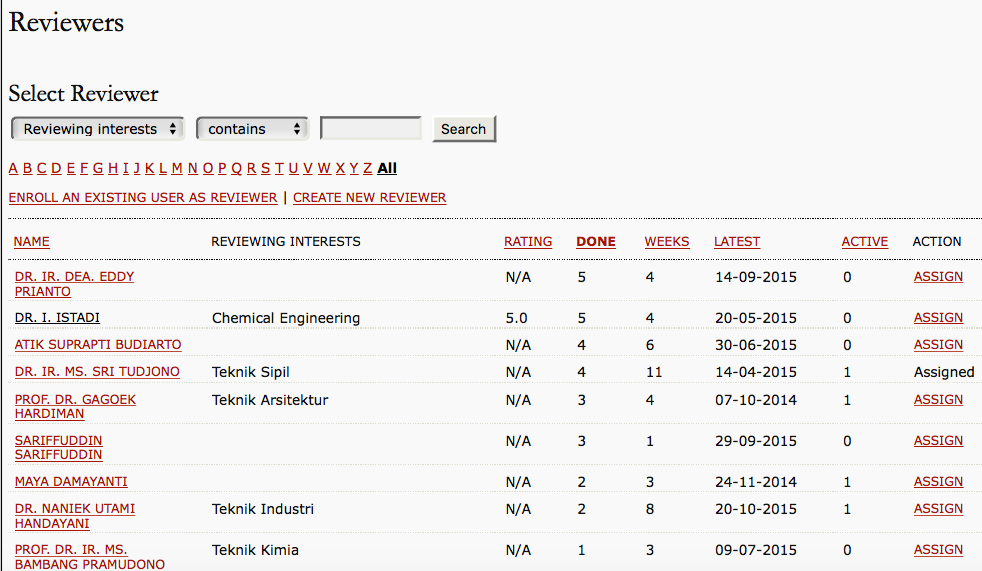 Reviewers
Select Reviewer
Reviewing interests contains Search
A B C D E F G H I J K L M N O P Q R S T U V W X Y Z All
ENROLL AN EXISTING USER AS REVIEWER | CREATE NEW REVIEWER
NAME REVIEWING INTERESTS RATING DONE WEEKS LATEST ACTIVE ACTION
DR. IR. DEA. EDDY N/A 5 4 14-09-2015 0 ASSIGN
PRIANTO
DR. I. ISTADI Chemical Engineering 5.0 5 4 20-05-2015 0 ASSIGN
ATIK SUPRAPTI BUDIARTO N/A 4 6 30-06-2015 0 ASSIGN
DR. IR. MS. SRI TUDJONO Teknik Sipil N/A 4 11 14-04-2015 1 Assigned
PROF. DR. GAGOEK Teknik Arsitektur N/A 3 4 07-10-2014 1 ASSIGN
HARDIMAN
SARIFFUDDIN N/A 3 1 29-09-2015 0 ASSIGN
SARIFFUDDIN
MAYA DAMAYANTI N/A 2 3 24-11-2014 1 ASSIGN
DR. NANIEK UTAMI Teknik Industri N/A 2 8 20-10-2015 1 ASSIGN
HANDAYANI
PROF. DR. IR. MS. Teknik Kimia N/A 1 3 09-07-2015 0 ASSIGN
BAMBANG PRAMUDONO